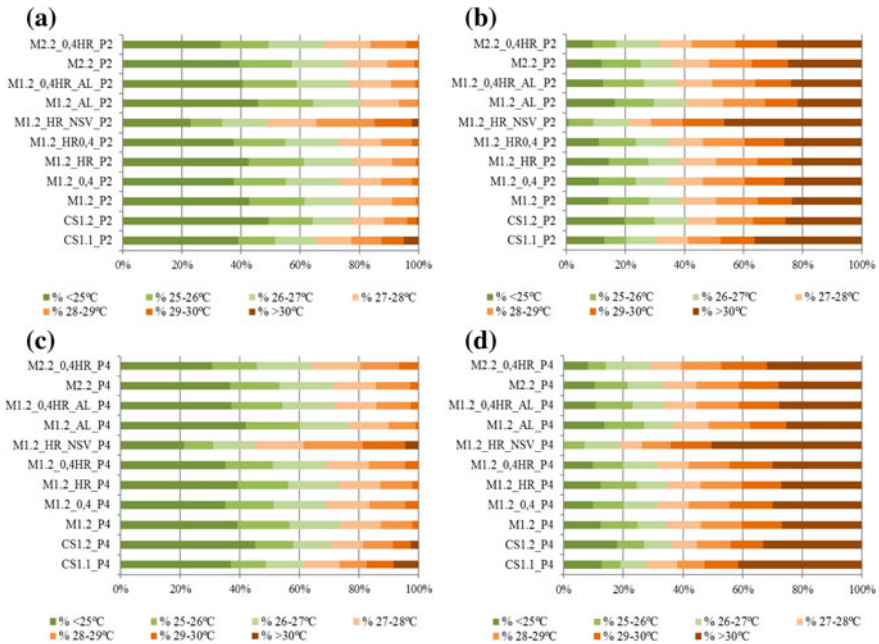 (a)
M2.2_0,4HR_P2
M2.2_P2
M1.2_0,4HR_AL_P2
M1.2_AL_P2
M1.2_HR_NSV_P2
M1.2_HR0,4_P2
M1.2_HR_P2
M1.2_0,4_P2
M1.2_P2
CS1.2_P2
CS1.1_P2
0% 20% 40% 60% 80% 100%
% <25ºC % 25-26ºC % 26-27ºC % 27-28ºC
% 28-29ºC % 29-30ºC % >30ºC
(b)
M2.2_0,4HR_P2
M2.2_P2
M1.2_0,4HR_AL_P2
M1.2_AL_P2
M1.2_HR_NSV_P2
M1.2_HR0,4_P2
M1.2_HR_P2
M1.2_0,4_P2
M1.2_P2
CS1.2_P2
CS1.1_P2
0% 20% 40% 60% 80% 100%
% <25ºC % 25-26ºC % 26-27ºC % 27-28ºC
% 28-29ºC % 29-30ºC % >30ºC
(c)
M2.2_0,4HR_P4
M2.2_P4
M1.2_0,4HR_AL_P4
M1.2_AL_P4
M1.2_HR_NSV_P4
M1.2_0,4HR_P4
M1.2_HR_P4
M1.2_0,4_P4
M1.2_P4
CS1.2_P4
CS1.1_P4
0% 20% 40% 60% 80% 100%
% <25ºC % 25-26ºC % 26-27ºC % 27-28ºC
% 28-29ºC % 29-30ºC % >30ºC
(d)
M2.2_0,4HR_P4
M2.2_P4
M1.2_0,4HR_AL_P4
M1.2_AL_P4
M1.2_HR_NSV_P4
M1.2_0,4HR_P4
M1.2_HR_P4
M1.2_0,4_P4
M1.2_P4
CS1.2_P4
CS1.1_P4
0% 20% 40% 60% 80% 100%
% <25ºC % 25-26ºC % 26-27ºC % 27-28ºC
% 28-29ºC % 29-30ºC % >30ºC